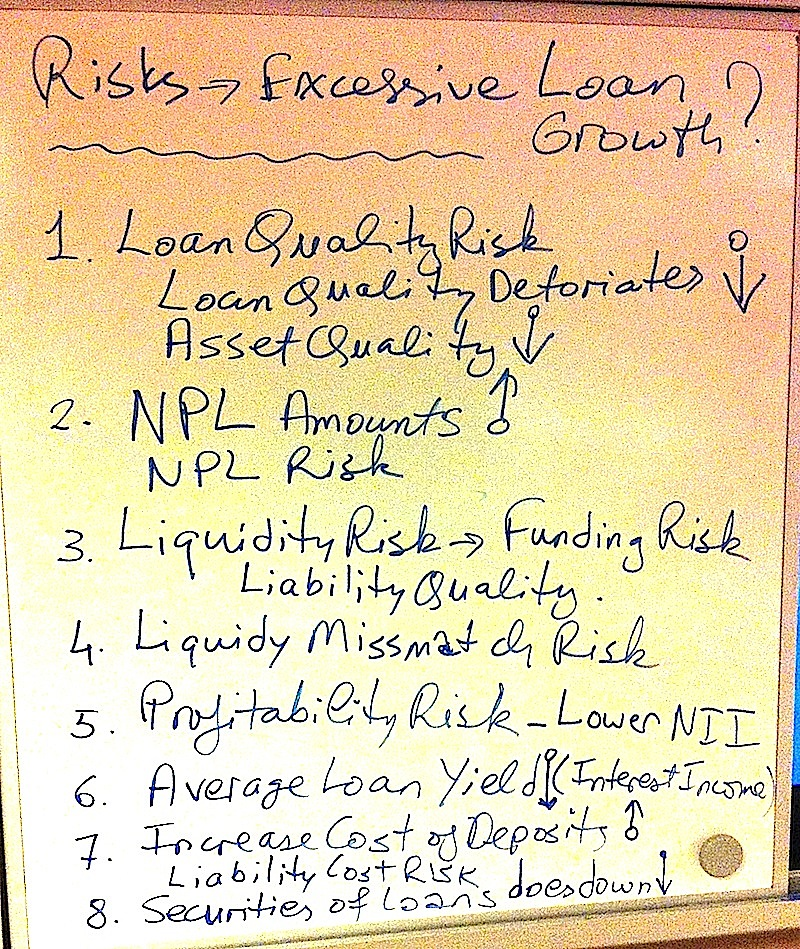 Risks → Excessive Loan
Growth?
1. Loan Quality Risk
Loan Quality Detoriates ↓
Asset Quality ↓
2. NPL Amounts ↑
NPL Risk
3. Liquidity Risk → Funding Risk
Liability Quality.
4. Liquidy Missmatch Risk
5. Profitability Risk - Lower NII
6. Average Loan Yield ↓ (Interest Income)
7. Increase Cost of Deposits ↑
Liability Cost Risk
8. Securities of Loans doesdown ↓